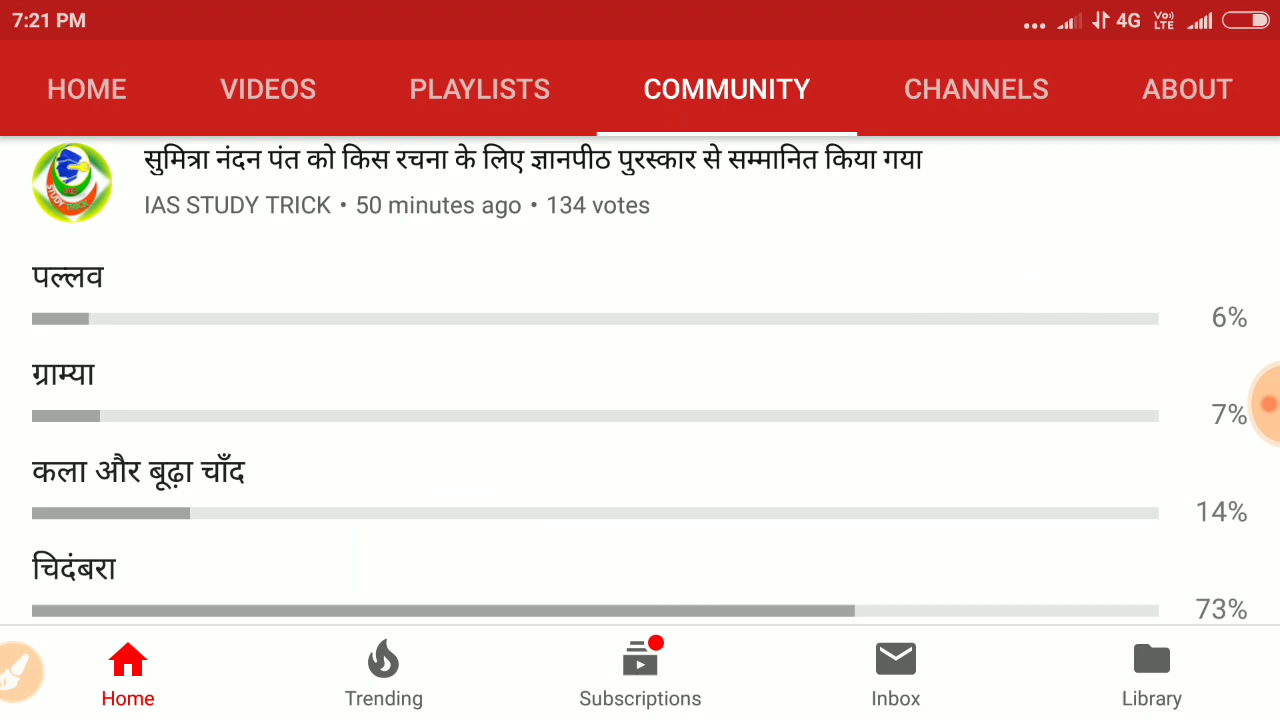 7:21 PM
4G
Vo) LTE
HOME VIDEOS PLAYLISTS COMMUNITY CHANNELS ABOUT
सुमित्रा नंदन पंत को किस रचना के लिए ज्ञानपीठ पुरस्कार से सम्मानित किया गया
IAS STUDY TRICK • 50 minutes ago • 134 votes
पल्लव
6%
ग्राम्या
7%
कला और बूढ़ा चाँद
14%
चिदंबरा
73%
Home Trending Subscriptions Inbox Library